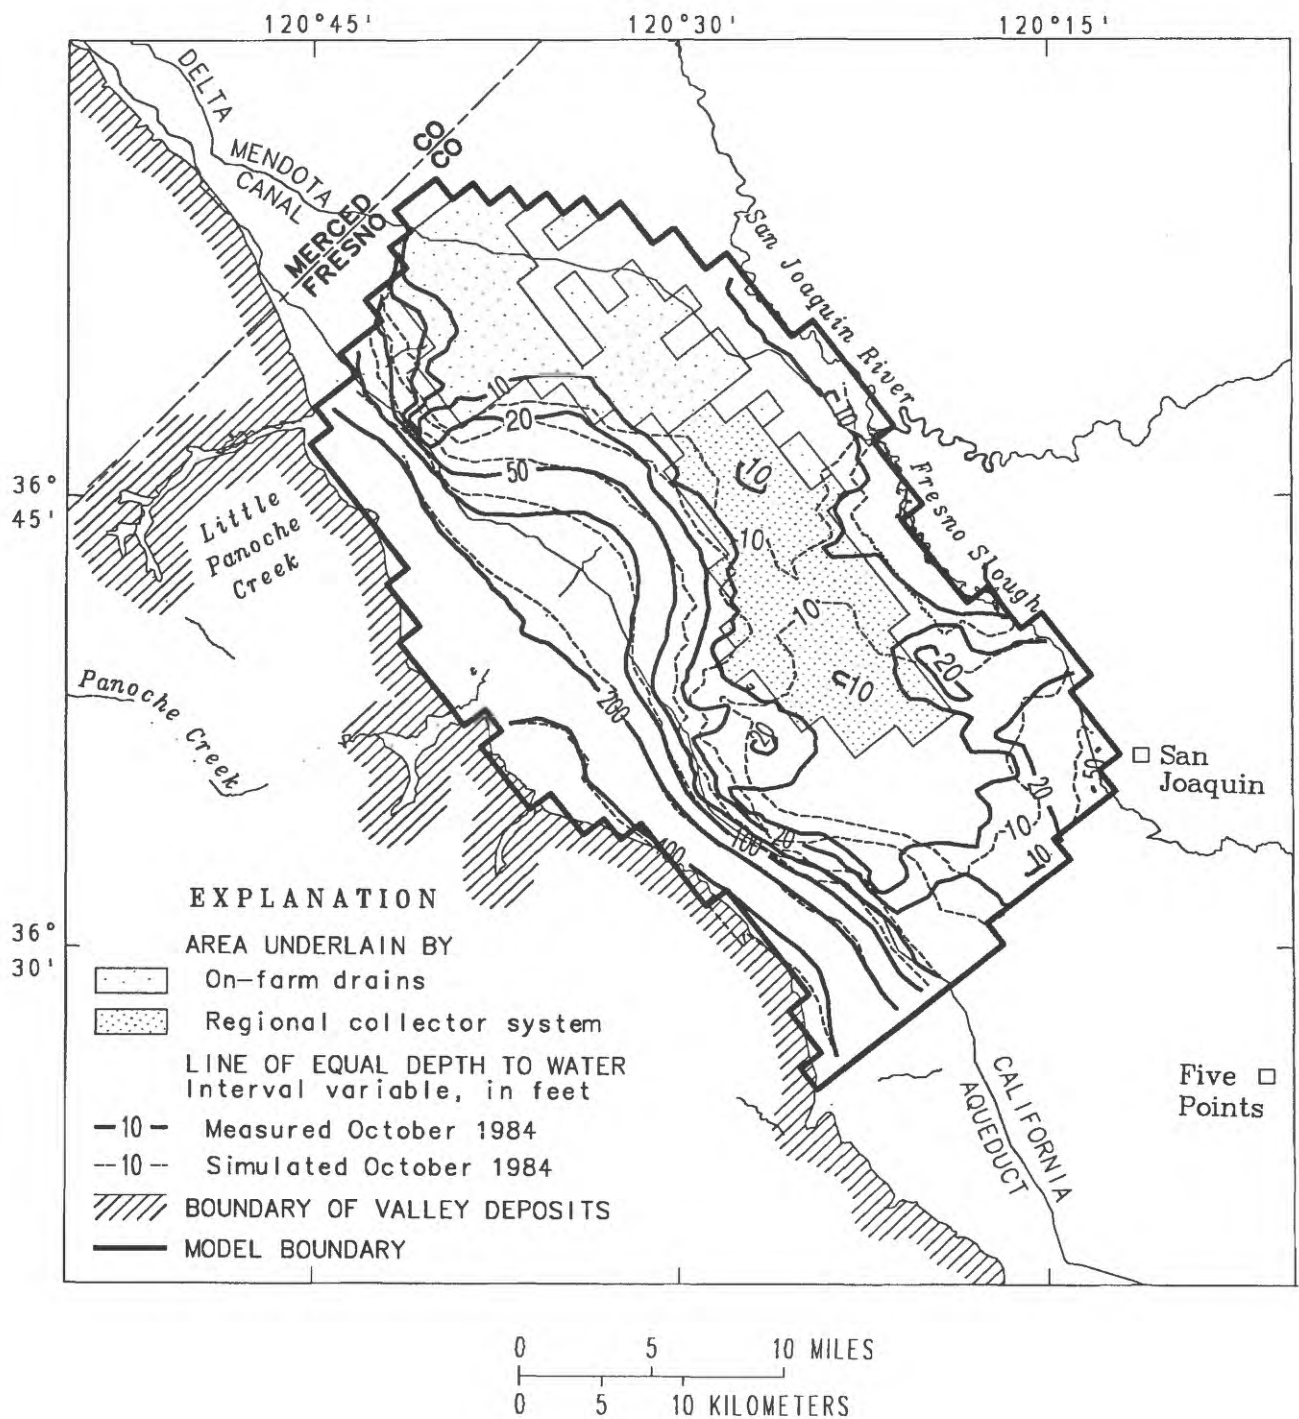 120°45' 120°30' 120°15'
DELTA
MENDOTA
CANAL
CO
CO
MERCED
FRESNO
San Joaquin River
Fresno Slough
36°
45'
Little
Panoche
Creek
Panoche Creek
10
20
50
10
10
10
10
10
20
200
20
20
50
10
10
20
100
400
San
Joaquin
36°
30'
EXPLANATION
AREA UNDERLAIN BY
On-farm drains
Regional collector system
LINE OF EQUAL DEPTH TO WATER
Interval variable, in feet
—10— Measured October 1984
--10-- Simulated October 1984
BOUNDARY OF VALLEY DEPOSITS
MODEL BOUNDARY
CALIFORNIA
AQUEDUCT
Five
Points
0 5 10 MILES
0 5 10 KILOMETERS